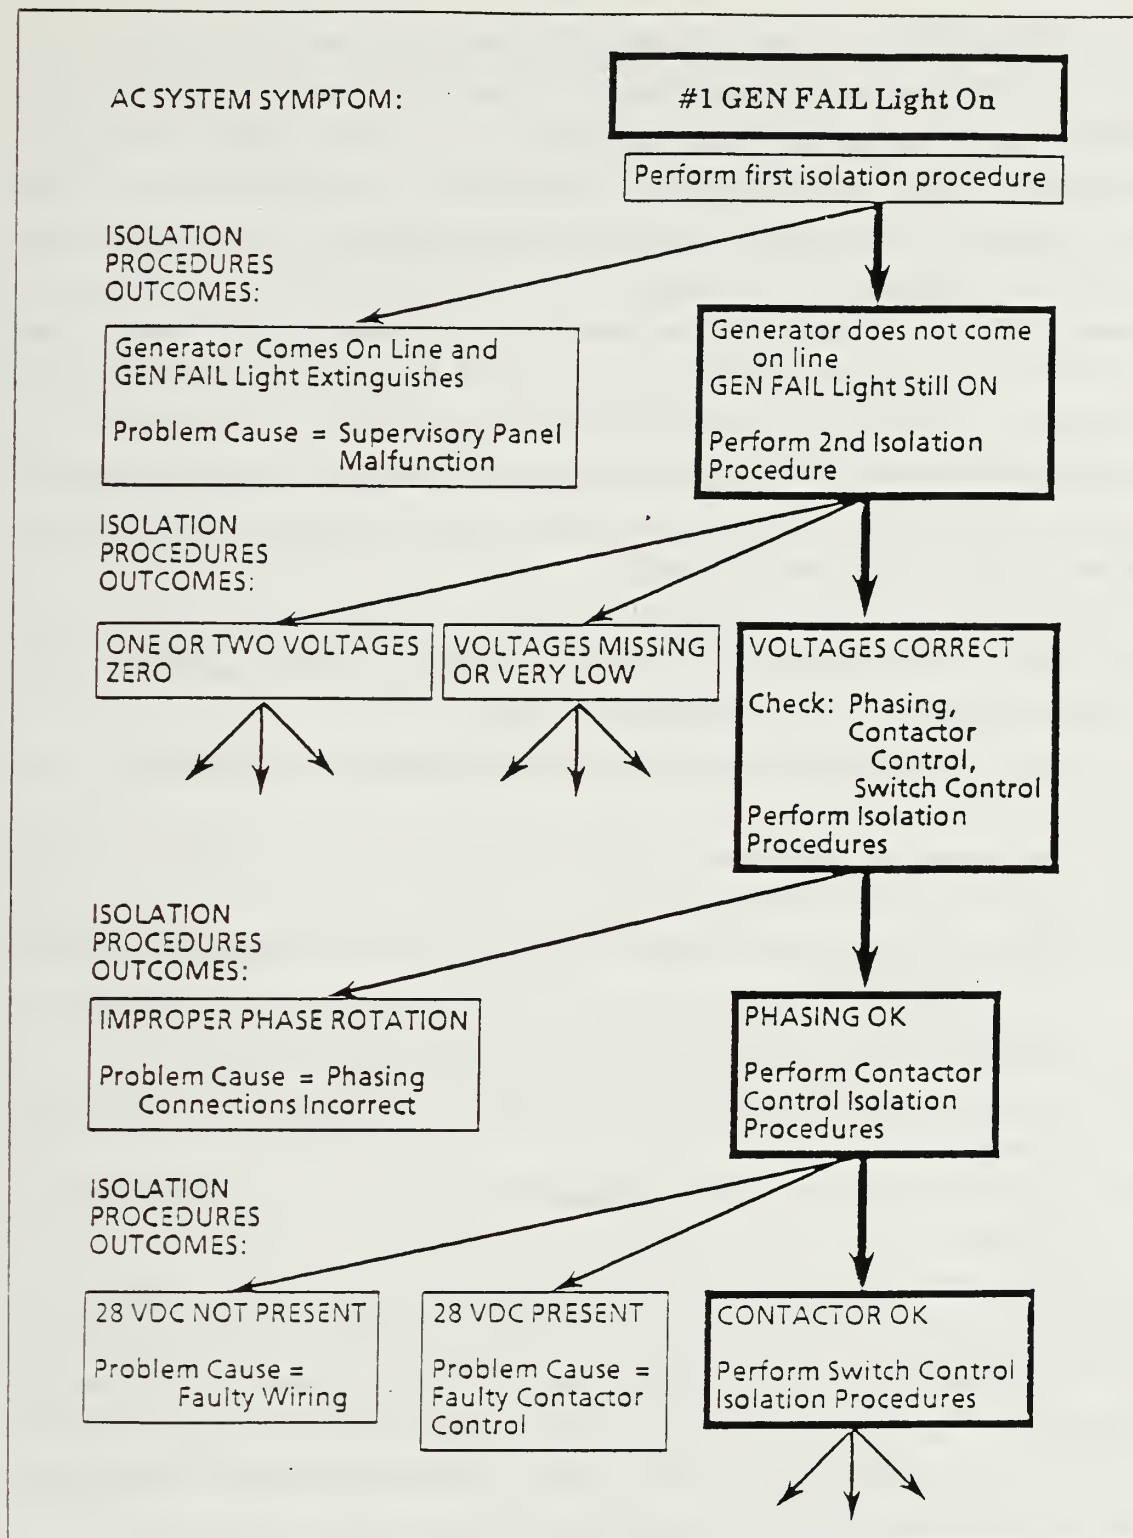 AC SYSTEM SYMPTOM:
#1 GEN FAIL Light On
Perform first isolation procedure
ISOLATION
PROCEDURES
OUTCOMES:
Generator Comes On Line and
GEN FAIL Light Extinguishes
Problem Cause = Supervisory Panel
Malfunction
Generator does not come
on line
GEN FAIL Light Still ON
Perform 2nd Isolation
Procedure
ISOLATION
PROCEDURES
OUTCOMES:
ONE OR TWO VOLTAGES
ZERO
VOLTAGES MISSING
OR VERY LOW
VOLTAGES CORRECT
Check: Phasing,
Contactor
Control,
Switch Control
Perform Isolation
Procedures
ISOLATION
PROCEDURES
OUTCOMES:
IMPROPER PHASE ROTATION
Problem Cause = Phasing
Connections Incorrect
PHASING OK
Perform Contactor
Control Isolation
Procedures
ISOLATION
PROCEDURES
OUTCOMES:
28 VDC NOT PRESENT
Problem Cause =
Faulty Wiring
28 VDC PRESENT
Problem Cause =
Faulty Contactor
Control
CONTACTOR OK
Perform Switch Control
Isolation Procedures